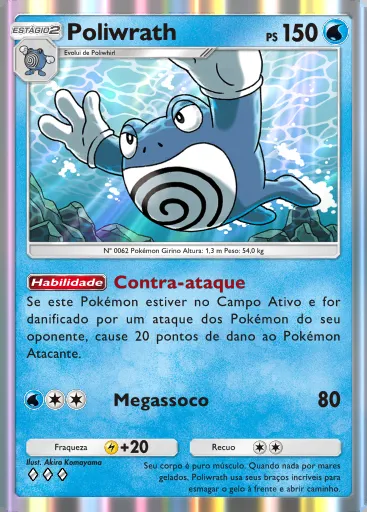 ESTÁGIO 2
Poliwrath
PS 150
Evolui de Poliwhirl
Nº 0062 Pokémon Girino Altura: 1,3 m Peso: 54,0 kg
Habilidade Contra-ataque
Se este Pokémon estiver no Campo Ativo e for
danificado por um ataque dos Pokémon do seu
oponente, cause 20 pontos de dano ao Pokémon
Atacante.
Megassoco 80
Fraqueza +20 Recuo
Ilust. Akira Komayama
Seu corpo é puro músculo. Quando nada por mares
gelados, Poliwrath usa seus braços incríveis para
esmagar o gelo à frente e abrir caminho.